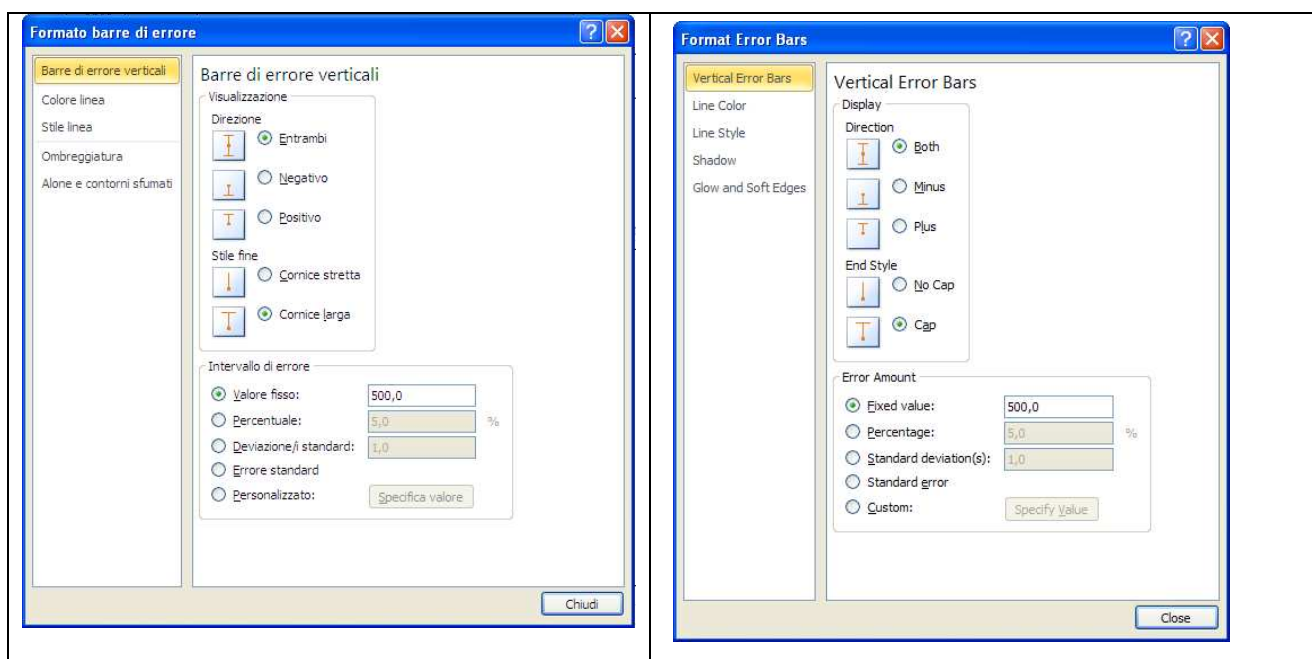 Formato barre di errore
Barre di errore verticali
Colore linea
Stile linea
Ombreggiatura
Alone e contorni sfumati
Barre di errore verticali
Visualizzazione
Direzione
Entrambi
Negativo
Positivo
Stile fine
Cornice stretta
Cornice larga
Intervallo di errore
Valore fisso: 500,0
Percentuale: 5,0 %
Deviazione/i standard: 1,0
Errore standard
Personalizzato: Specifica valore
Chiudi
Format Error Bars
Vertical Error Bars
Line Color
Line Style
Shadow
Glow and Soft Edges
Vertical Error Bars
Display
Direction
Both
Minus
Plus
End Style
No Cap
Cap
Error Amount
Fixed value: 500,0
Percentage: 5,0 %
Standard deviation(s): 1,0
Standard error
Custom: Specify Value
Close